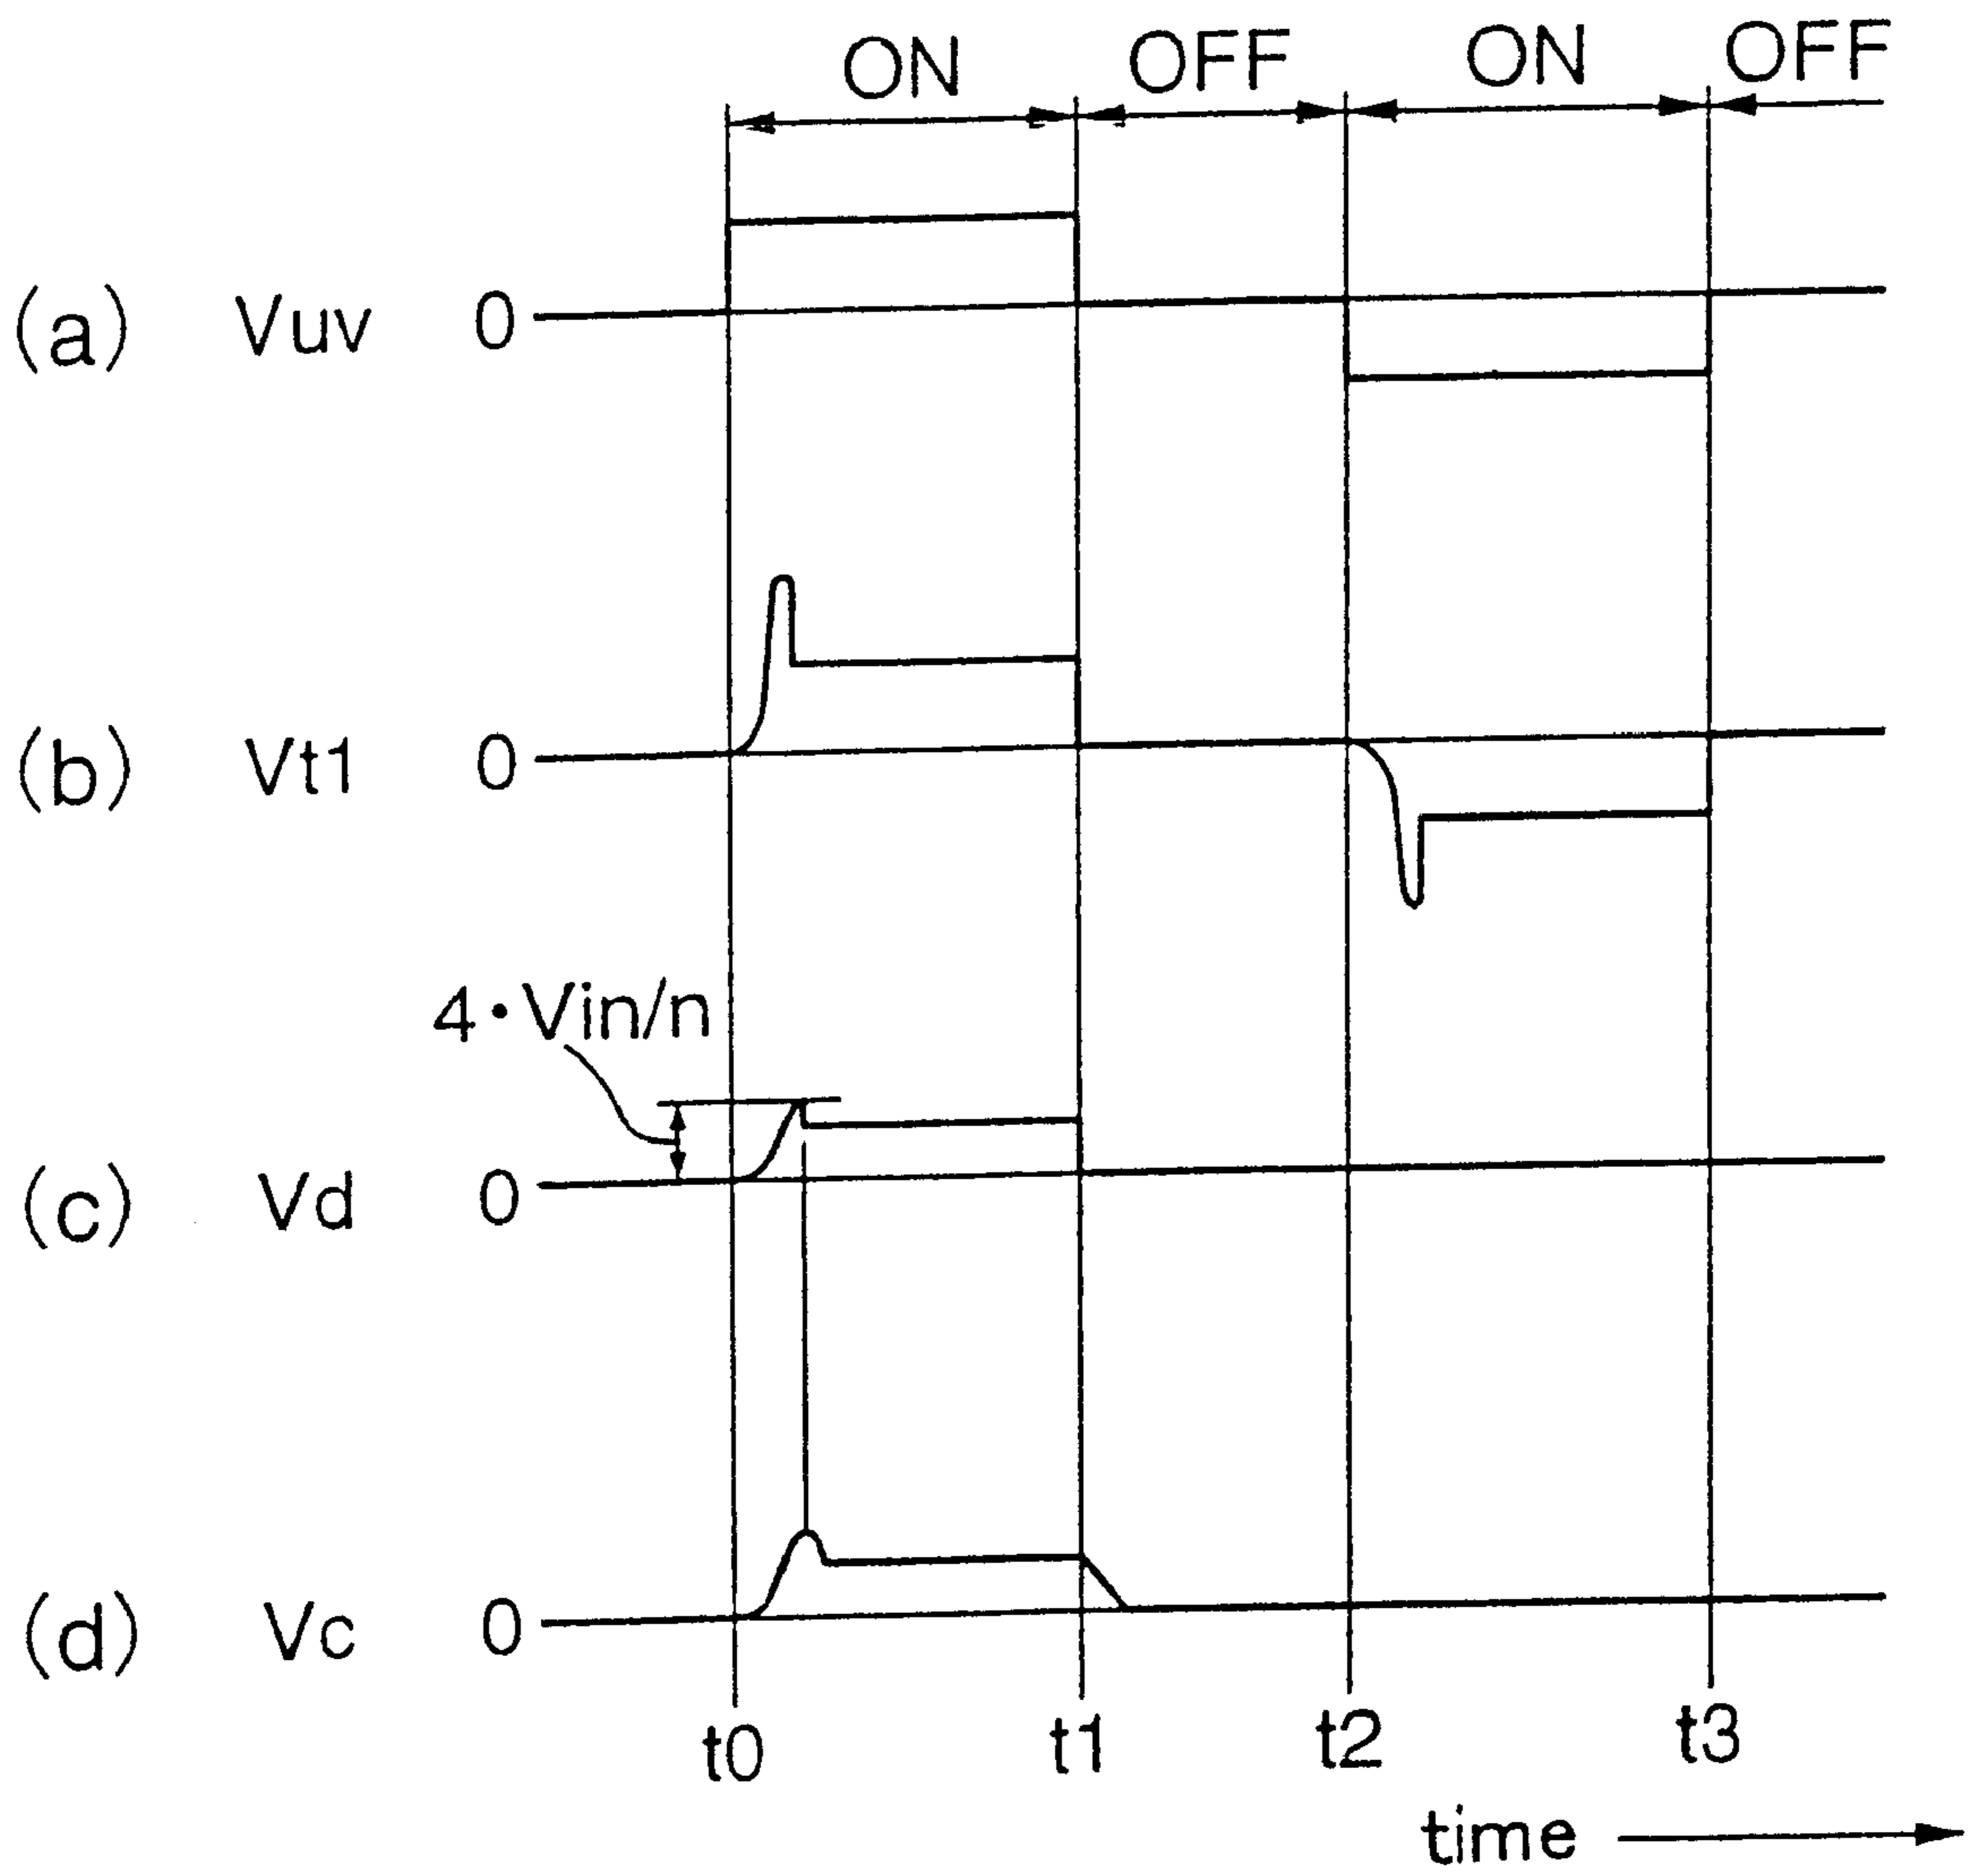 ON OFF ON OFF
(a) Vuv 0
(b) Vt1 0
4·Vin/n
(c) Vd 0
(d) Vc 0
t0 t1 t2 t3
time